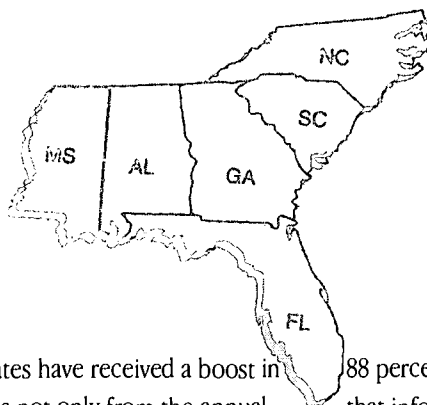 NC
SC
MS
AL
GA
FL
ates have received a boost in
88 perce
s not only from the annual
that info